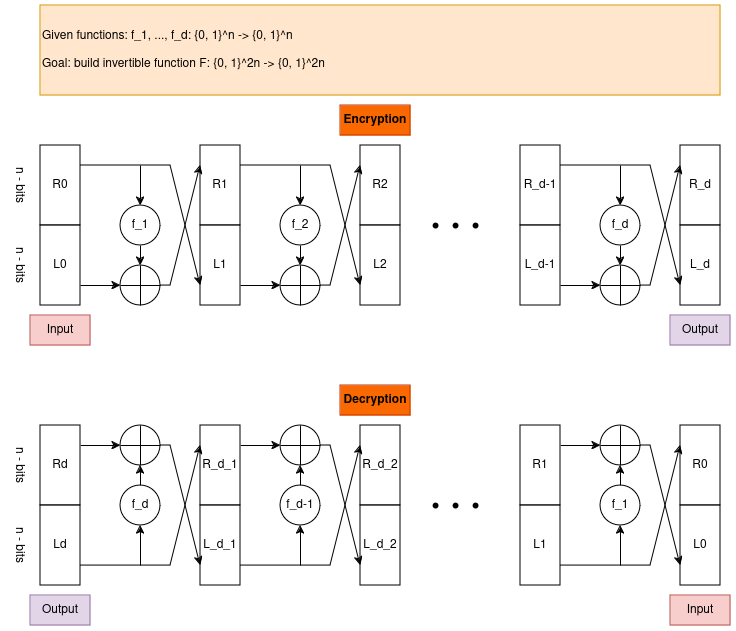 Given functions: f_1, ..., f_d: {0, 1}^n -> {0, 1}^n
Goal: build invertible function F: {0, 1}^2n -> {0, 1}^2n
Encryption
n - bits
R0
f_1
R1
f_2
R2
R_d-1
f_d
R_d
n - bits
L0
L1
L2
L_d-1
L_d
Input
Output
Decryption
n - bits
Rd
f_d
R_d_1
f_d-1
R_d_2
R1
f_1
R0
n - bits
Ld
L_d_1
L_d_2
L1
L0
Output
Input